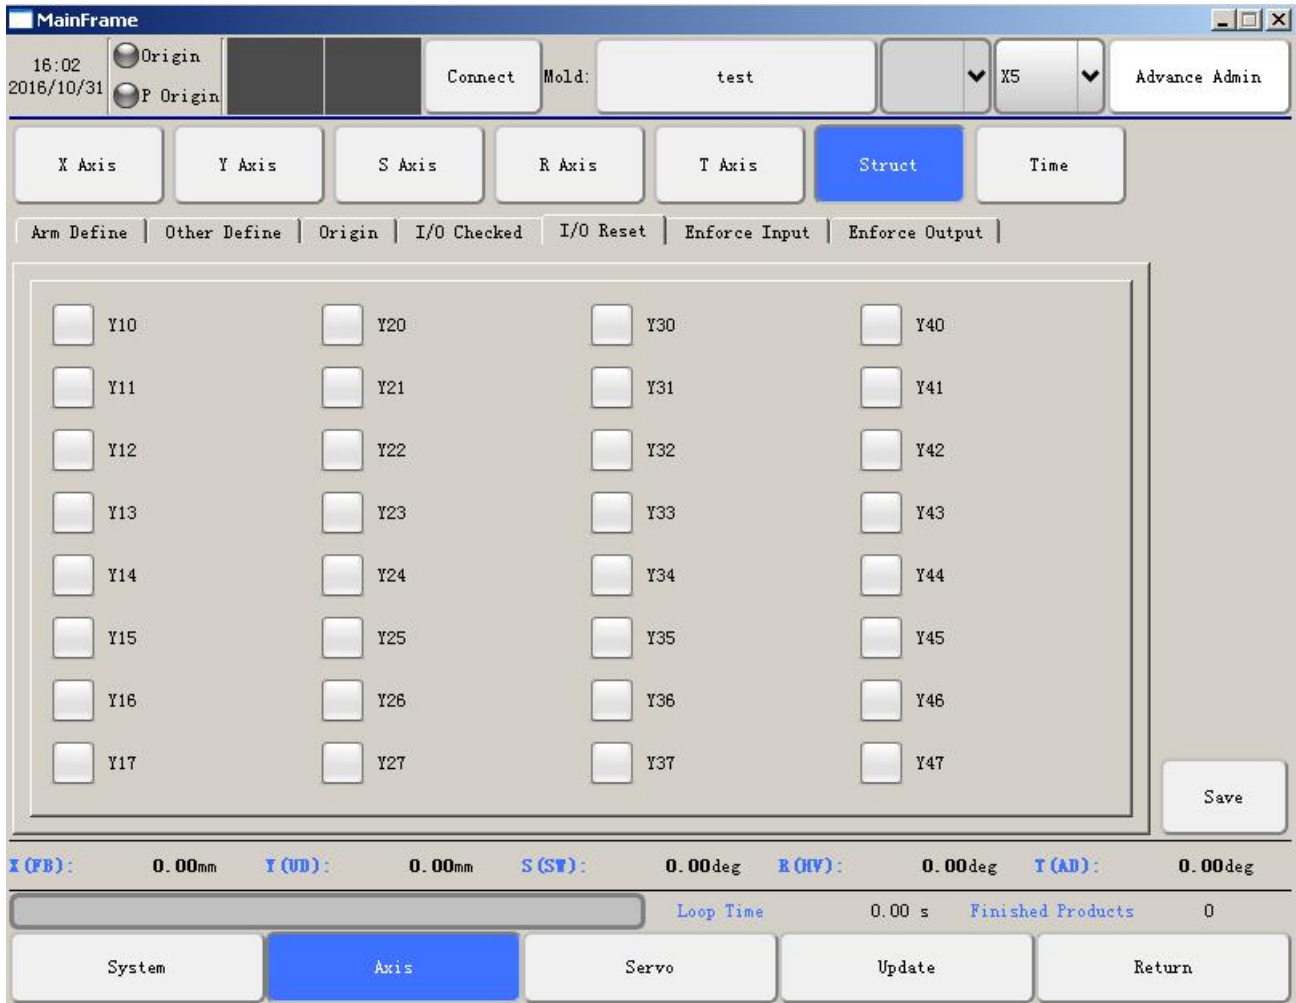 MainFrame
16:02
2016/10/31
Origin
P Origin
Connect
Mold:
test
X5
Advance Admin
X Axis
Y Axis
S Axis
R Axis
T Axis
Struct
Time
Arm Define
Other Define
Origin
I/O Checked
I/O Reset
Enforce Input
Enforce Output
Y10 Y20 Y30 Y40
Y11 Y21 Y31 Y41
Y12 Y22 Y32 Y42
Y13 Y23 Y33 Y43
Y14 Y24 Y34 Y44
Y15 Y25 Y35 Y45
Y16 Y26 Y36 Y46
Y17 Y27 Y37 Y47
Save
X(FB): 0.00mm Y(UD): 0.00mm S(SW): 0.00deg R(HV): 0.00deg T(AD): 0.00deg
Loop Time 0.00 s Finished Products 0
System
Axis
Servo
Update
Return